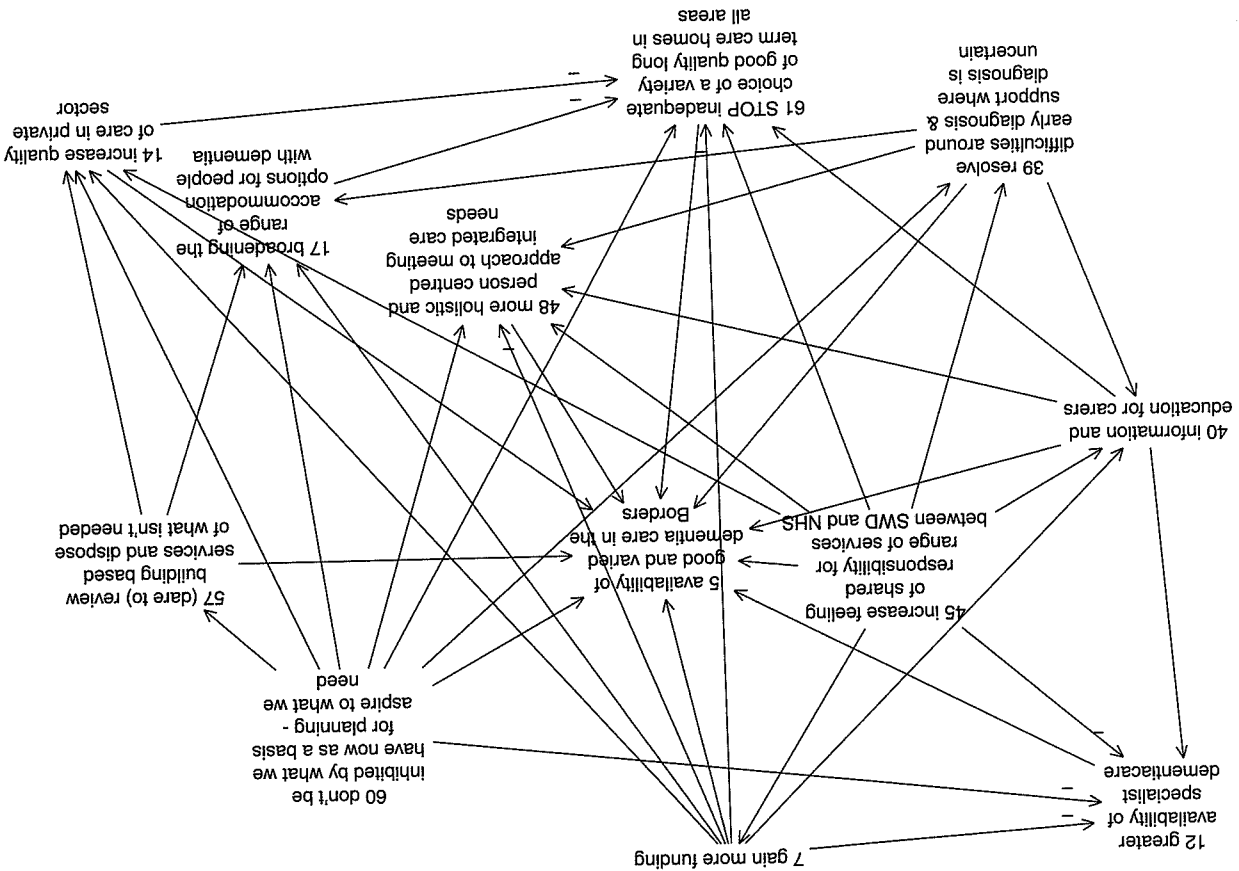 7 gain more funding
12 greater
availability of
specialist
dementiacare
60 don't be
inhibited by what we
have now as a basis
for planning -
aspire to what we
need
45 increase feeling
of shared
responsibility for
range of services
between SWD and NHS
5 availability of
good and varied
dementia care in the
Borders
57 (dare to) review
building based
services and dispose
of what isn't needed
40 information and
education for carers
48 more holistic and
person centred
approach to meeting
integrated care
needs
17 broadening the
range of
accommodation
options for people
with dementia
39 resolve
difficulties around
early diagnosis &
support where
diagnosis is
uncertain
61 STOP inadequate
choice of a variety
of good quality long
term care homes in
all areas
14 increase quality
of care in private
sector